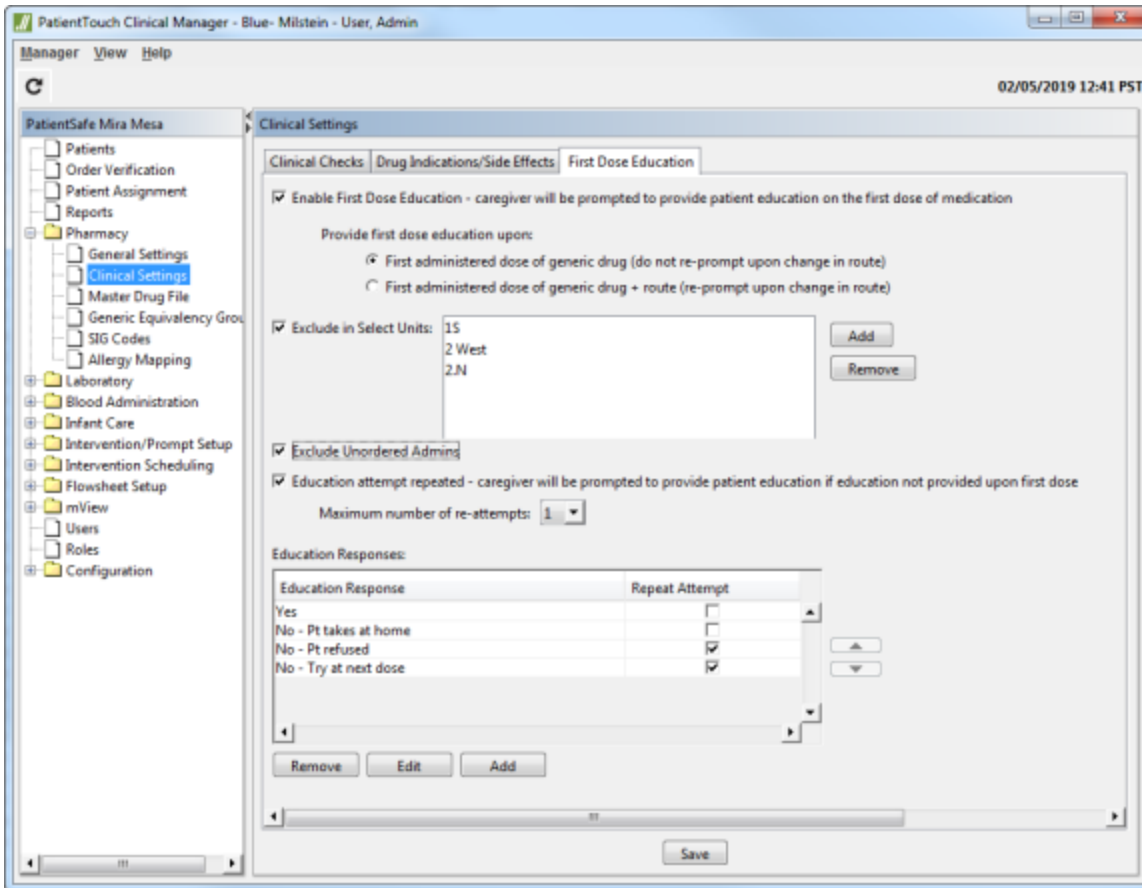 PatientTouch Clinical Manager - Blue- Milstein - User, Admin
Manager View Help
02/05/2019 12:41 PST
PatientSafe Mira Mesa
Patients
Order Verification
Patient Assignment
Reports
Pharmacy
General Settings
Clinical Settings
Master Drug File
Generic Equivalency Grou
SIG Codes
Allergy Mapping
Laboratory
Blood Administration
Infant Care
Intervention/Prompt Setup
Intervention Scheduling
Flowsheet Setup
mView
Users
Roles
Configuration
Clinical Settings
Clinical Checks Drug Indications/Side Effects First Dose Education
Enable First Dose Education - caregiver will be prompted to provide patient education on the first dose of medication
Provide first dose education upon:
First administered dose of generic drug (do not re-prompt upon change in route)
First administered dose of generic drug + route (re-prompt upon change in route)
Exclude in Select Units: 1S
2 West
2.N
Add
Remove
Exclude Unordered Admins
Education attempt repeated - caregiver will be prompted to provide patient education if education not provided upon first dose
Maximum number of re-attempts: 1
Education Responses:
Education Response Repeat Attempt
Yes
No - Pt takes at home
No - Pt refused
No - Try at next dose
Remove Edit Add
Save